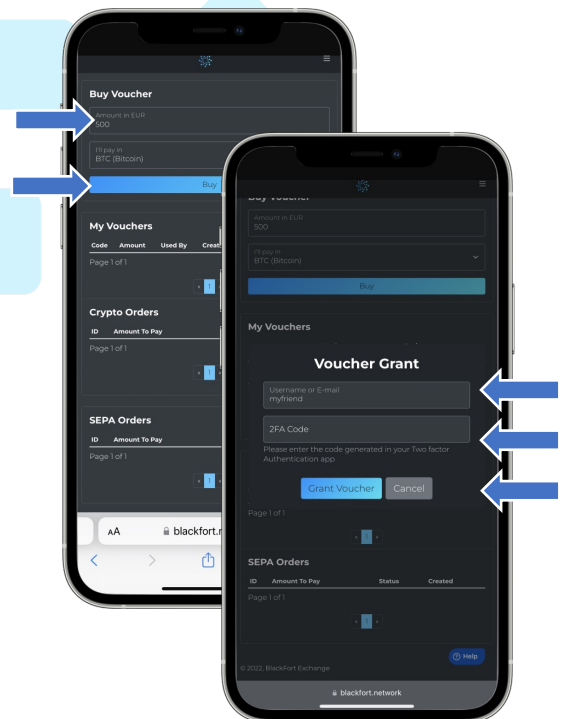 Buy Voucher
Amount in EUR
500
I'll pay in
BTC (Bitcoin)
Buy
My Vouchers
Code Amount Used By
Page 1 of 1
« 1
Crypto Orders
ID Amount To Pay
Page 1 of 1
« 1
SEPA Orders
ID Amount To Pay
Page 1 of 1
« 1
AA blackfort.
Amount in EUR
500
I'll pay in
BTC (Bitcoin)
Buy
My Vouchers
Voucher Grant
Username or E-mail
myfriend
2FA Code
Please enter the code generated in your Two factor
Authentication app
Grant Voucher Cancel
Page 1 of 1
« 1 »
SEPA Orders
ID Amount To Pay Status Created
Page 1 of 1
« 1 »
Help
© 2022, BlackFort Exchange
blackfort.network